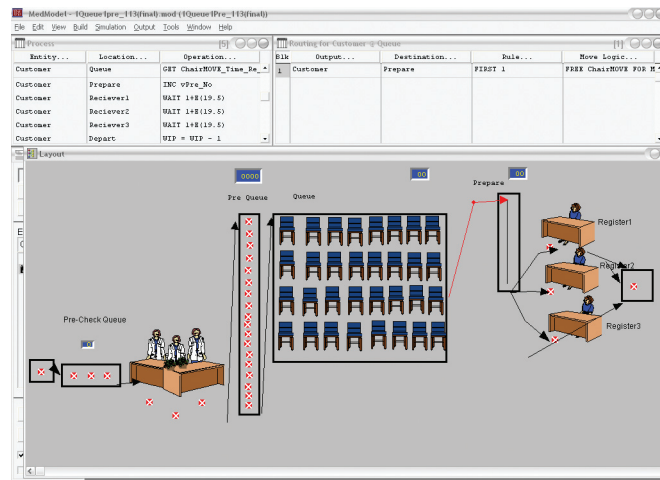 MedModel - 1Queue1pre_113(final).mod (1Queue1Pre_113(final))
File Edit View Build Simulation Output Tools Window Help
Process [5]
Entity... Location... Operation...
Customer Queue GET ChairMOVE_Time_Re_
Customer Prepare INC vPre_No
Customer Reciever1 WAIT 1+E(19.5)
Customer Reciever2 WAIT 1+E(19.5)
Customer Reciever3 WAIT 1+E(19.5)
Customer Depart WIP = WIP - 1
Routing for Customer @ Queue [1]
Blk Output... Destination... Rule... Move Logic...
1 Customer Prepare FIRST 1 FREE ChairMOVE FOR M
Layout
0000
00
00
Pre Queue
Queue
Prepare
Register1
Register2
Register3
Pre-Check Queue